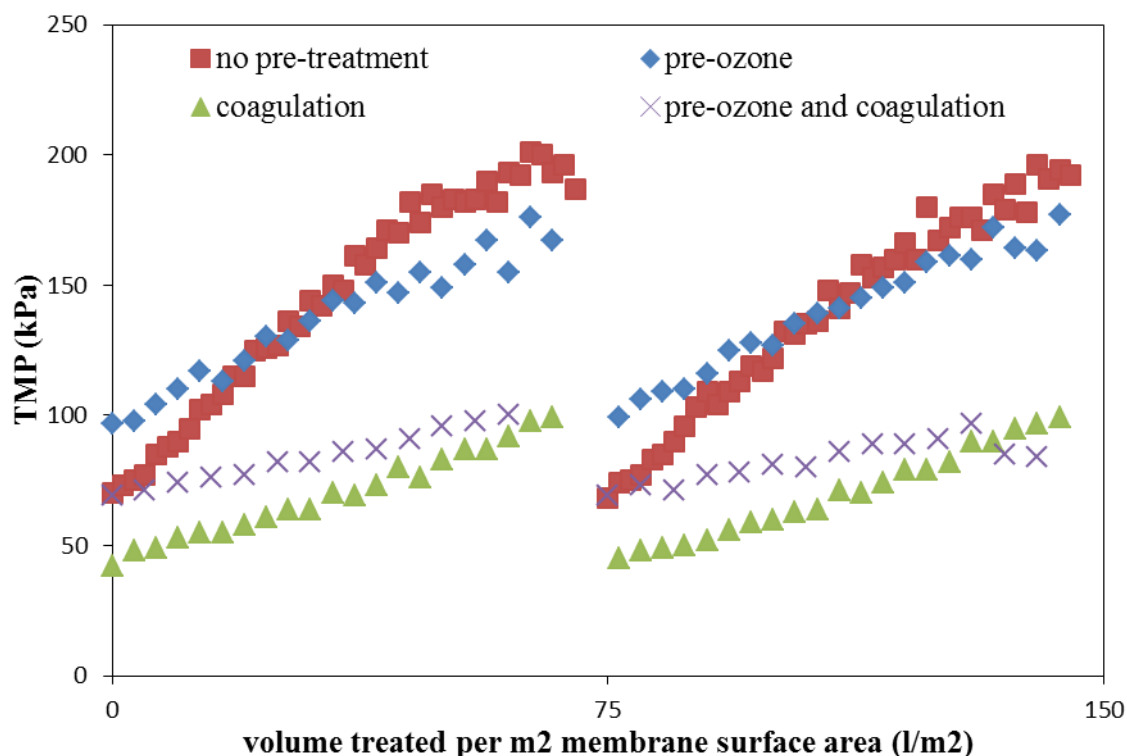 250
no pre-treatment
pre-ozone
coagulation
pre-ozone and coagulation
200
150
TMP (kPa)
100
50
0
0
75
150
volume treated per m2 membrane surface area (l/m2)